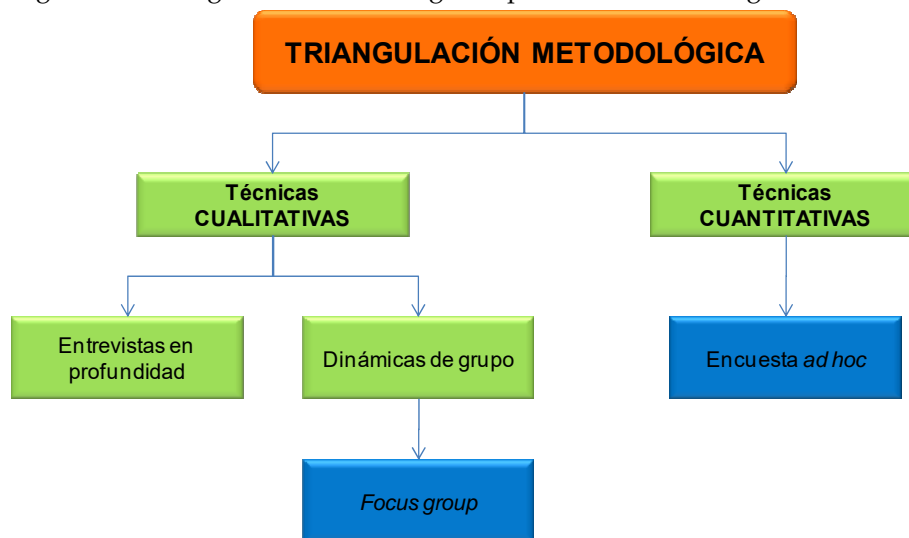 TRIANGULACIÓN METODOLÓGICA
Técnicas
CUALITATIVAS
Técnicas
CUANTITATIVAS
Entrevistas en
profundidad
Dinámicas de grupo
Encuesta ad hoc
Focus group